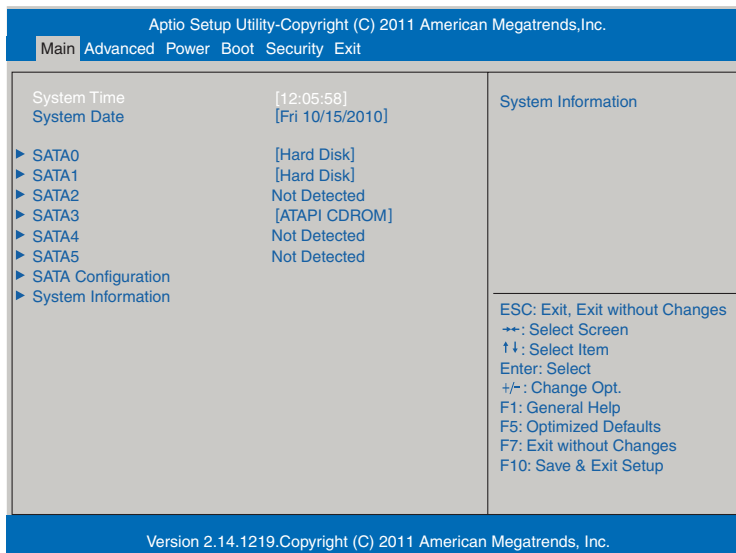 Aptio Setup Utility-Copyright (C) 2011 American Megatrends,Inc.
Main Advanced Power Boot Security Exit
System Time [12:05:58]
System Date [Fri 10/15/2010]
SATA0 [Hard Disk]
SATA1 [Hard Disk]
SATA2 Not Detected
SATA3 [ATAPI CDROM]
SATA4 Not Detected
SATA5 Not Detected
SATA Configuration
System Information
System Information
ESC: Exit, Exit without Changes
→←: Select Screen
↑↓: Select Item
Enter: Select
+/-: Change Opt.
F1: General Help
F5: Optimized Defaults
F7: Exit without Changes
F10: Save & Exit Setup
Version 2.14.1219.Copyright (C) 2011 American Megatrends, Inc.